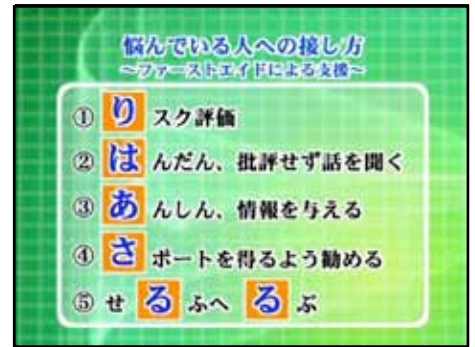 悩んでいる人への接し方
～ファーストエイドによる支援～
① りスク評価
② はんだん、批評せず話を聞く
③ あんしん、情報を与える
④ さポートを得るよう勧める
⑤ せるふへるぷ